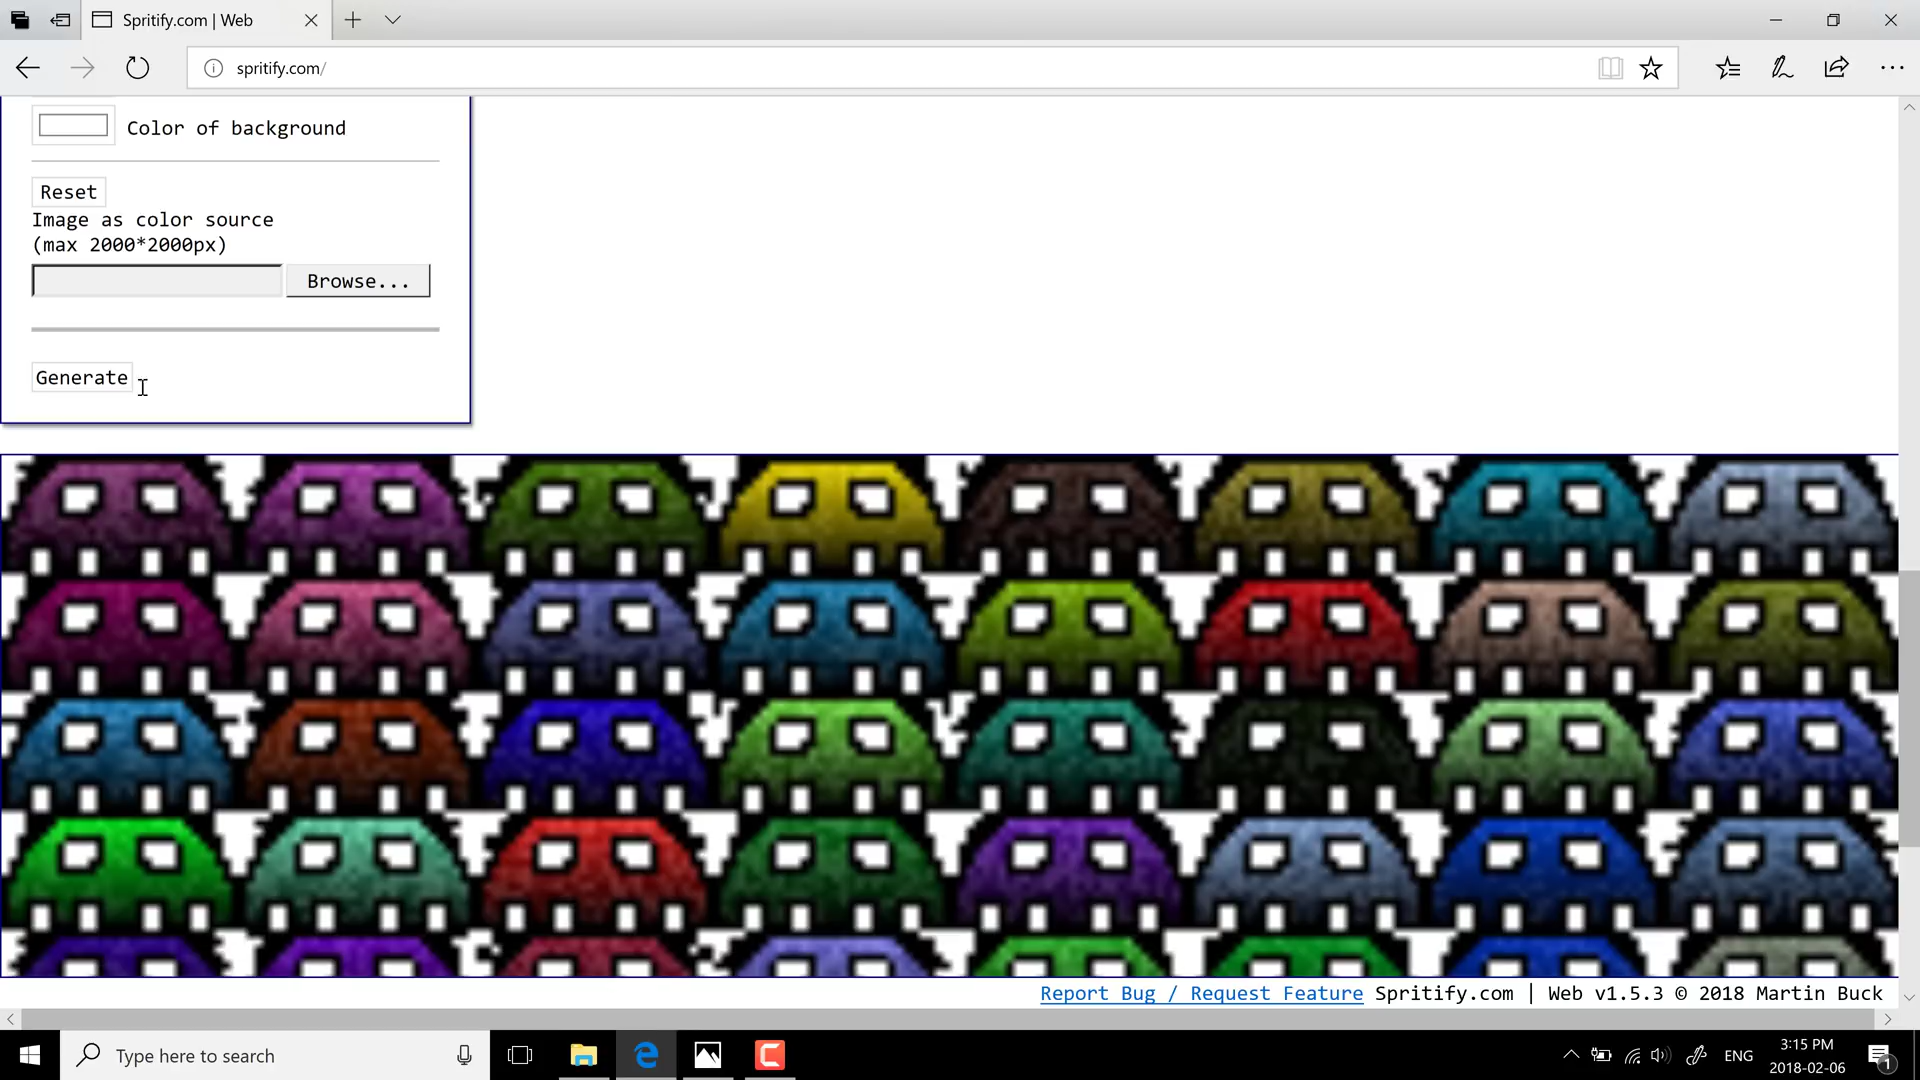 Spritify.com | Web
spritify.com/
Color of background
Reset
Image as color source
(max 2000*2000px)
Browse...
Generate
Report Bug / Request Feature Spritify.com | Web v1.5.3 © 2018 Martin Buck
Type here to search
ENG
3:15 PM
2018-02-06
1